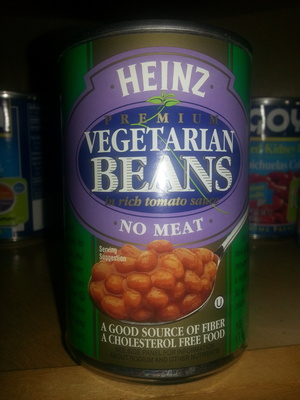 HEINZ
PREMIUM
VEGETARIAN
BEANS
in rich tomato sauce
NO MEAT
Serving
Suggestion
U
A GOOD SOURCE OF FIBER
A CHOLESTEROL FREE FOOD
GOY